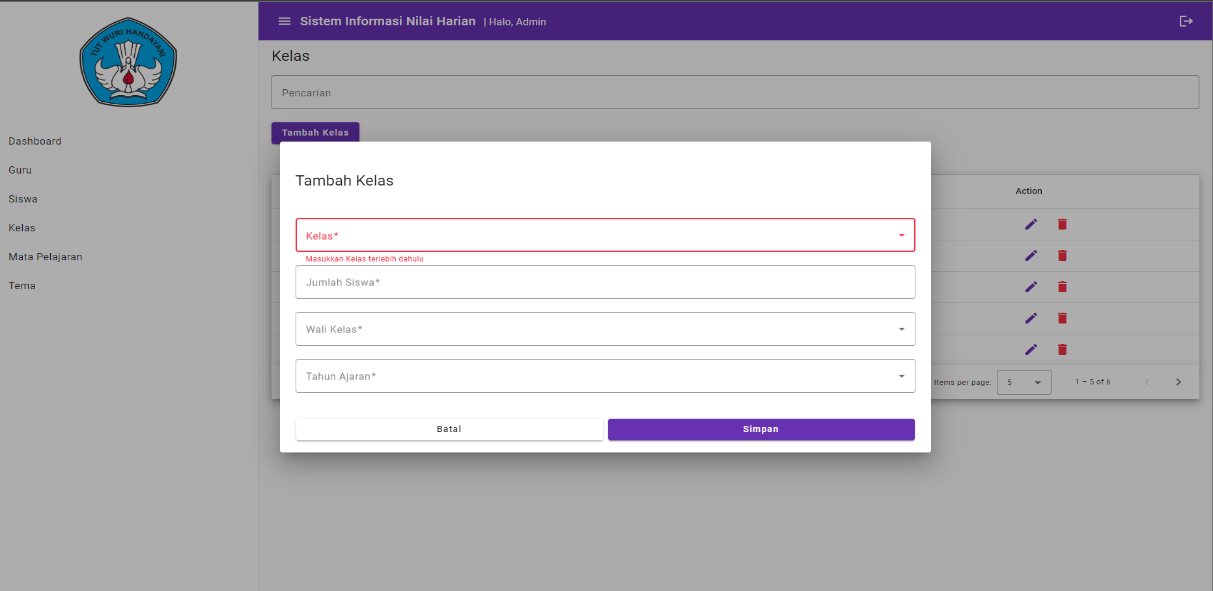 TUT WURI HANDAYANI
Sistem Informasi Nilai Harian | Halo, Admin
Kelas
Pencarian
Tambah Kelas
Dashboard
Guru
Siswa
Kelas
Mata Pelajaran
Tema
Action
Tambah Kelas
Kelas*
Masukkan Kelas terlebih dahulu
Jumlah Siswa*
Wali Kelas*
Tahun Ajaran*
Batal
Simpan
Items per page: 5 1 – 5 of 6